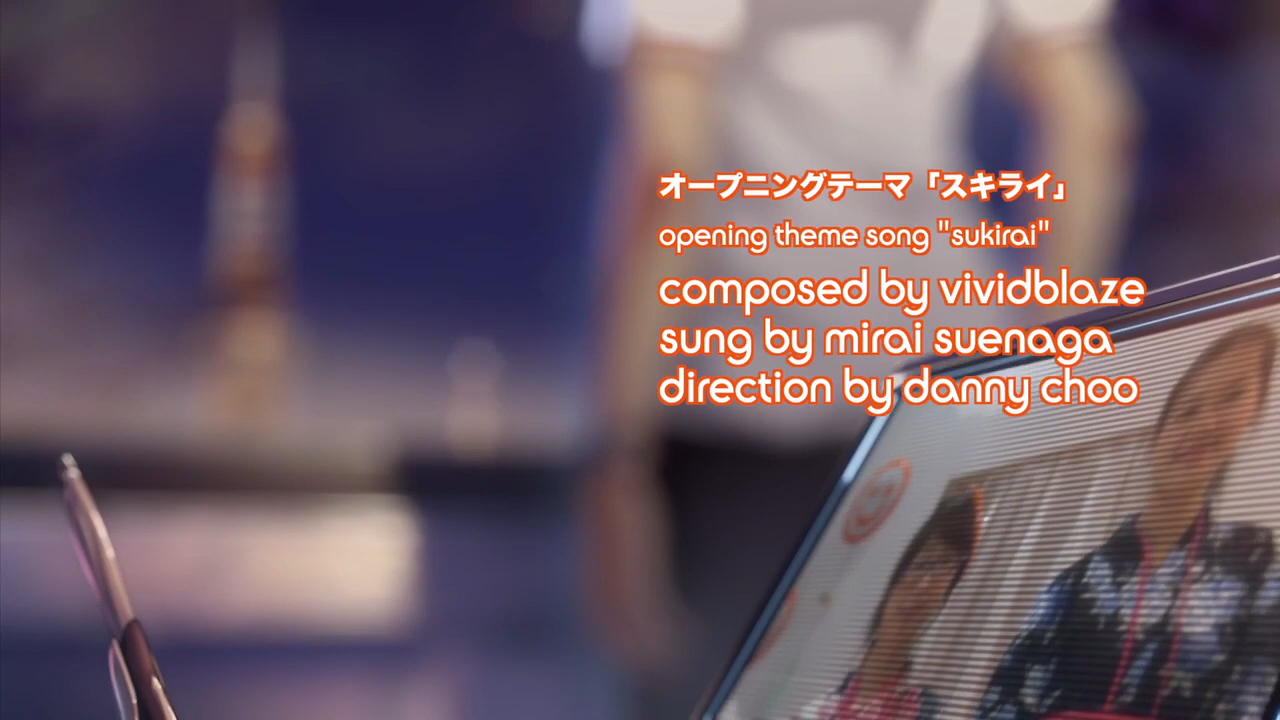 オープニングテーマ「スキライ」
opening theme song "sukirai"
composed by vividblaze
sung by mirai suenaga
direction by danny choo